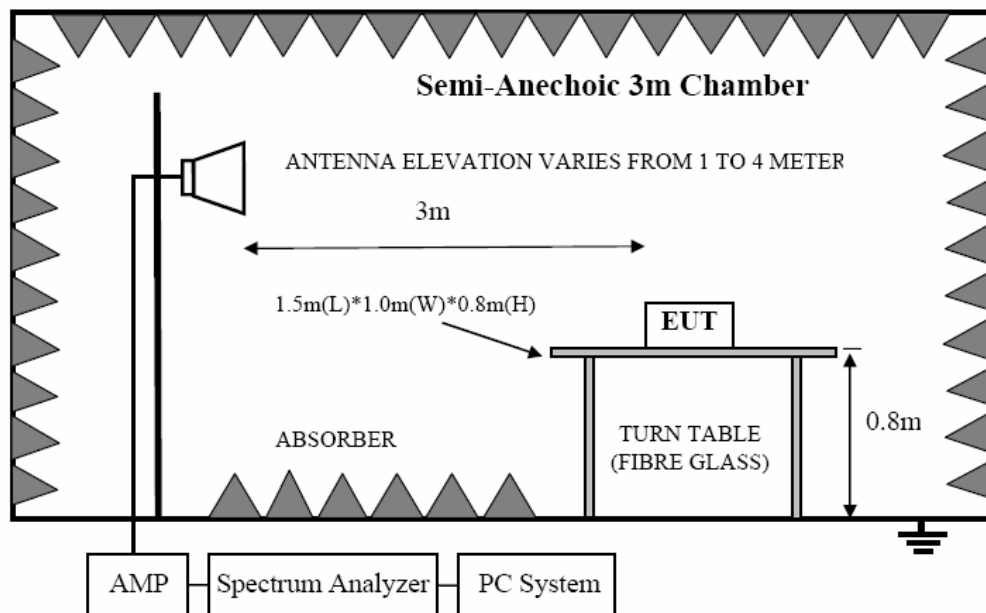 Semi-Anechoic 3m Chamber
ANTENNA ELEVATION VARIES FROM 1 TO 4 METER
3m
1.5m(L)*1.0m(W)*0.8m(H)
EUT
0.8m
ABSORBER
TURN TABLE
(FIBRE GLASS)
AMP
Spectrum Analyzer
PC System